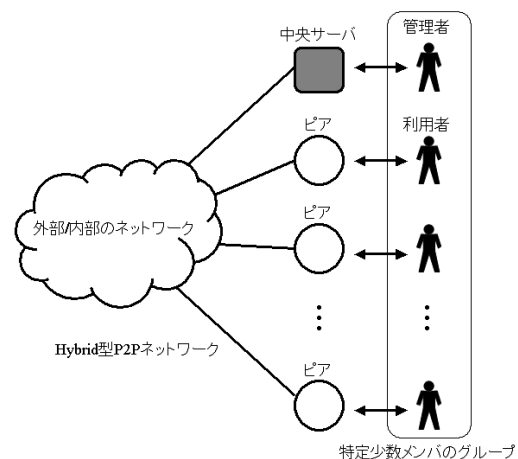 中央サーバ
管理者
ピア
利用者
外部/内部のネットワーク
ピア
Hybrid型P2Pネットワーク
ピア
特定少数メンバのグループ